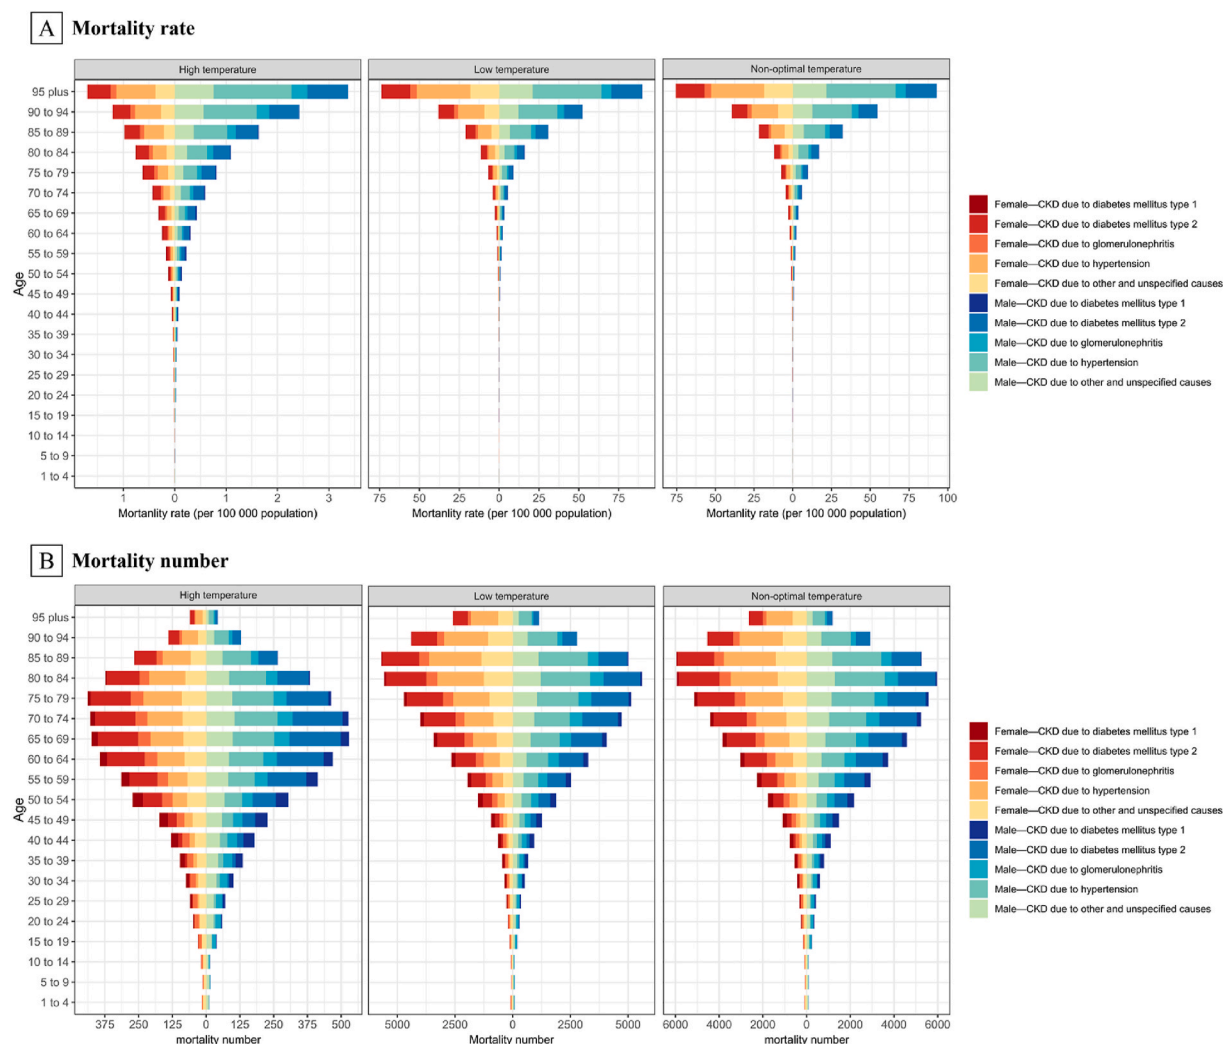 A Mortality rate
High temperature
Low temperature
Non-optimal temperature
Age
95 plus
90 to 94
85 to 89
80 to 84
75 to 79
70 to 74
65 to 69
60 to 64
55 to 59
50 to 54
45 to 49
40 to 44
35 to 39
30 to 34
25 to 29
20 to 24
15 to 19
10 to 14
5 to 9
1 to 4
1 0 1 2 3
75 50 25 0 25 50 75
75 50 25 0 25 50 75 100
Mortanlity rate (per 100 000 population)
Mortanlity rate (per 100 000 population)
Mortanlity rate (per 100 000 population)
Female—CKD due to diabetes mellitus type 1
Female—CKD due to diabetes mellitus type 2
Female—CKD due to glomerulonephritis
Female—CKD due to hypertension
Female—CKD due to other and unspecified causes
Male—CKD due to diabetes mellitus type 1
Male—CKD due to diabetes mellitus type 2
Male—CKD due to glomerulonephritis
Male—CKD due to hypertension
Male—CKD due to other and unspecified causes
B Mortality number
High temperature
Low temperature
Non-optimal temperature
Age
95 plus
90 to 94
85 to 89
80 to 84
75 to 79
70 to 74
65 to 69
60 to 64
55 to 59
50 to 54
45 to 49
40 to 44
35 to 39
30 to 34
25 to 29
20 to 24
15 to 19
10 to 14
5 to 9
1 to 4
375 250 125 0 125 250 375 500
5000 2500 0 2500 5000
6000 4000 2000 0 2000 4000 6000
mortality number
Mortality number
mortality number
Female—CKD due to diabetes mellitus type 1
Female—CKD due to diabetes mellitus type 2
Female—CKD due to glomerulonephritis
Female—CKD due to hypertension
Female—CKD due to other and unspecified causes
Male—CKD due to diabetes mellitus type 1
Male—CKD due to diabetes mellitus type 2
Male—CKD due to glomerulonephritis
Male—CKD due to hypertension
Male—CKD due to other and unspecified causes